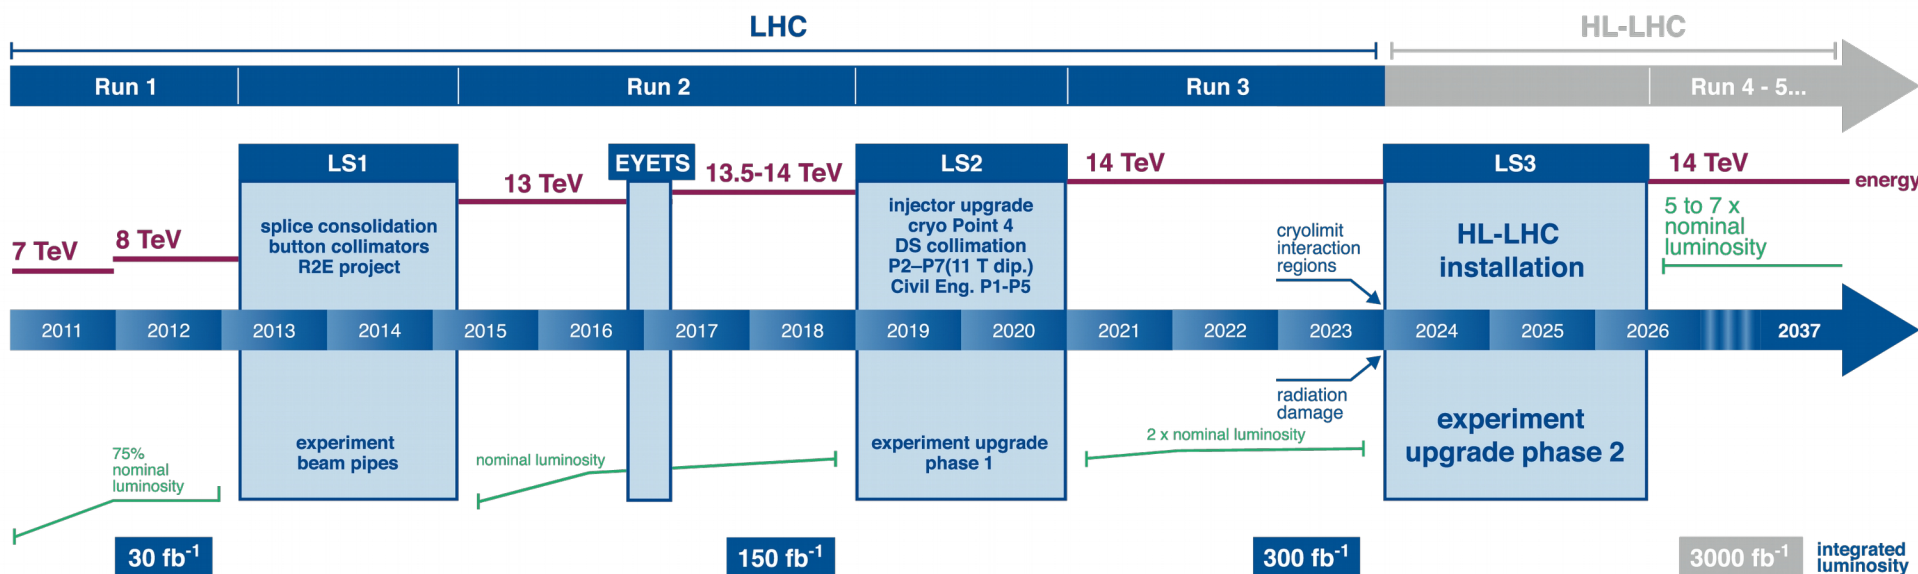 LHC
HL-LHC
Run 1
Run 2
Run 3
Run 4 - 5...
LS1
EYETS
LS2
LS3
13 TeV
13.5-14 TeV
14 TeV
14 TeV
energy
7 TeV
8 TeV
splice consolidation
button collimators
R2E project
injector upgrade
cryo Point 4
DS collimation
P2–P7(11 T dip.)
Civil Eng. P1-P5
cryolimit
interaction
regions
HL-LHC
installation
5 to 7 x
nominal
luminosity
2011
2012
2013
2014
2015
2016
2017
2018
2019
2020
2021
2022
2023
2024
2025
2026
2037
radiation
damage
75%
nominal
luminosity
experiment
beam pipes
nominal luminosity
experiment upgrade
phase 1
2 x nominal luminosity
experiment
upgrade phase 2
30 fb⁻¹
150 fb⁻¹
300 fb⁻¹
3000 fb⁻¹
integrated
luminosity